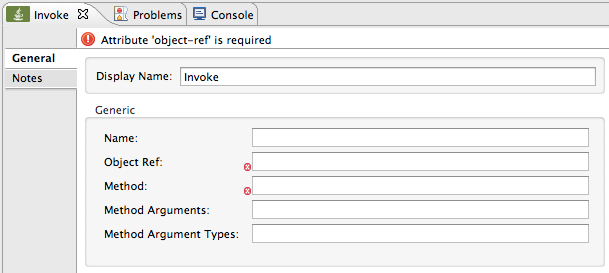 Invoke Problems Console
General
Notes
Attribute 'object-ref' is required
Display Name: Invoke
Generic
Name:
Object Ref:
Method:
Method Arguments:
Method Argument Types: